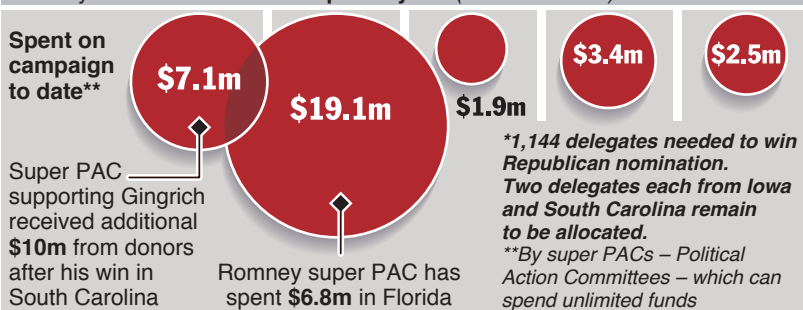 Spent on
campaign
to date**
$7.1m
$19.1m
$1.9m
$3.4m
$2.5m
Super PAC
supporting Gingrich
received additional
$10m from donors
after his win in
South Carolina
Romney super PAC has
spent $6.8m in Florida
*1,144 delegates needed to win
Republican nomination.
Two delegates each from Iowa
and South Carolina remain
to be allocated.
**By super PACs – Political
Action Committees – which can
spend unlimited funds